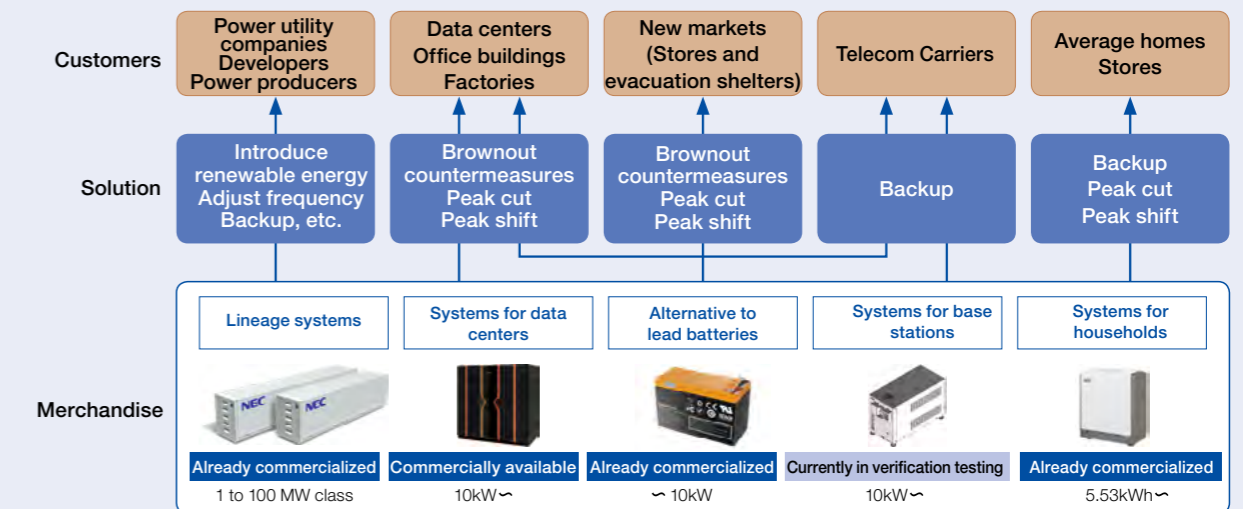 Customers
Power utility
companies
Developers
Power producers
Data centers
Office buildings
Factories
New markets
(Stores and
evacuation shelters)
Telecom Carriers
Average homes
Stores
Solution
Introduce
renewable energy
Adjust frequency
Backup, etc.
Brownout
countermeasures
Peak cut
Peak shift
Brownout
countermeasures
Peak cut
Peak shift
Backup
Backup
Peak cut
Peak shift
Merchandise
Lineage systems
Systems for data
centers
Alternative to
lead batteries
Systems for base
stations
Systems for
households
NEC
NEC
Already commercialized
Commercially available
Already commercialized
Currently in verification testing
Already commercialized
1 to 100 MW class
10kW〜
〜 10kW
10kW〜
5.53kWh〜